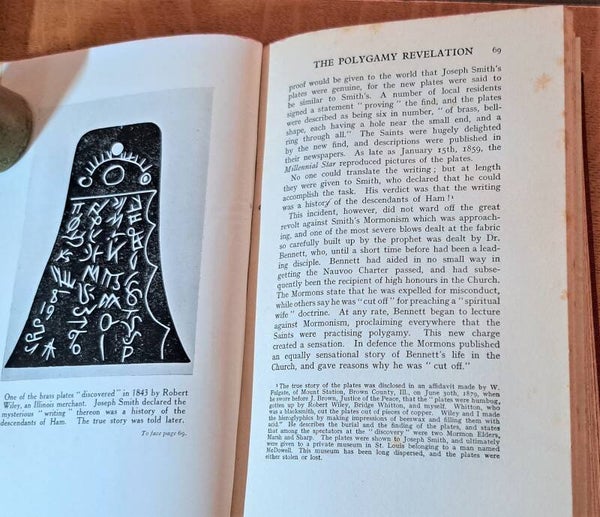 One of the brass plates "discovered" in 1843 by Robert
Wiley, an Illinois merchant. Joseph Smith declared the
mysterious "writing" thereon was a history of the
descendants of Ham. The true story was told later.
To face page 69.
THE POLYGAMY REVELATION 69
proof would be given to the world that Joseph Smith's
plates were genuine, for the new plates were said to
be similar to Smith's. A number of local residents
signed a statement "proving" the find, and the plates
were described as being six in number, "of brass, bell-
shape, each having a hole near the small end, and a
ring through all." The Saints were hugely delighted
by the new find, and descriptions were published in
their newspapers. As late as January 15th, 1859, the
Millennial Star reproduced pictures of the plates.
No one could translate the writing; but at length
they were given to Smith, who declared that he could
accomplish the task. His verdict was that the writing
was a history of the descendants of Ham!¹
This incident, however, did not ward off the great
revolt against Smith's Mormonism which was approach-
ing, and one of the most severe blows dealt at the fabric
so carefully built up by the prophet was dealt by Dr.
Bennett, who, until a short time before had been a lead-
ing disciple. Bennett had aided in no small way in
getting the Nauvoo Charter passed, and had subse-
quently been the recipient of high honours in the Church.
The Mormons state that he was expelled for misconduct,
while others say he was "cut off" for preaching a "spiritual
wife" doctrine. At any rate, Bennett began to lecture
against Mormonism, proclaiming everywhere that the
Saints were practising polygamy. This new charge
created a sensation. In defence the Mormons published
an equally sensational story of Bennett's life in the
Church, and gave reasons why he was "cut off."
¹ The true story of the plates was disclosed in an affidavit made by W.
Fulgate, of Mount Station, Brown County, Ill., on June 30th, 1879, when
he swore before J. Brown, Justice of the Peace, that the "plates were humbug,
gotten up by Robert Wiley, Bridge Whitton, and myself. Whitton, who
was a blacksmith, cut the plates out of pieces of copper. Wiley and I made
the hieroglyphics by making impressions of beeswax and filling them with
acid." He describes the burial and the finding of the plates, and states
that among the spectators at the "discovery" were two Mormon Elders,
Marsh and Sharp. The plates were shown to Joseph Smith, and ultimately
were given to a private museum in St. Louis belonging to a man named
McDowell. This museum has been long dispersed, and the plates were
either stolen or lost.